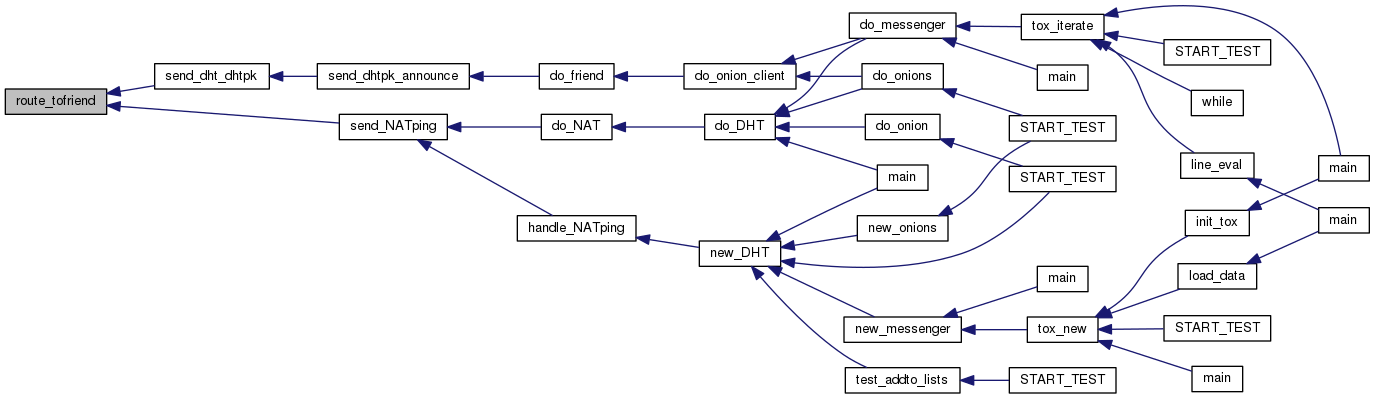 do_messenger
tox_iterate
START_TEST
send_dht_dhtpk
send_dhtpk_announce
do_friend
do_onion_client
do_onions
main
route_tofriend
while
send_NATping
do_NAT
do_DHT
do_onion
START_TEST
line_eval
main
main
START_TEST
handle_NATping
new_onions
init_tox
main
new_DHT
main
load_data
new_messenger
tox_new
START_TEST
test_addto_lists
START_TEST
main